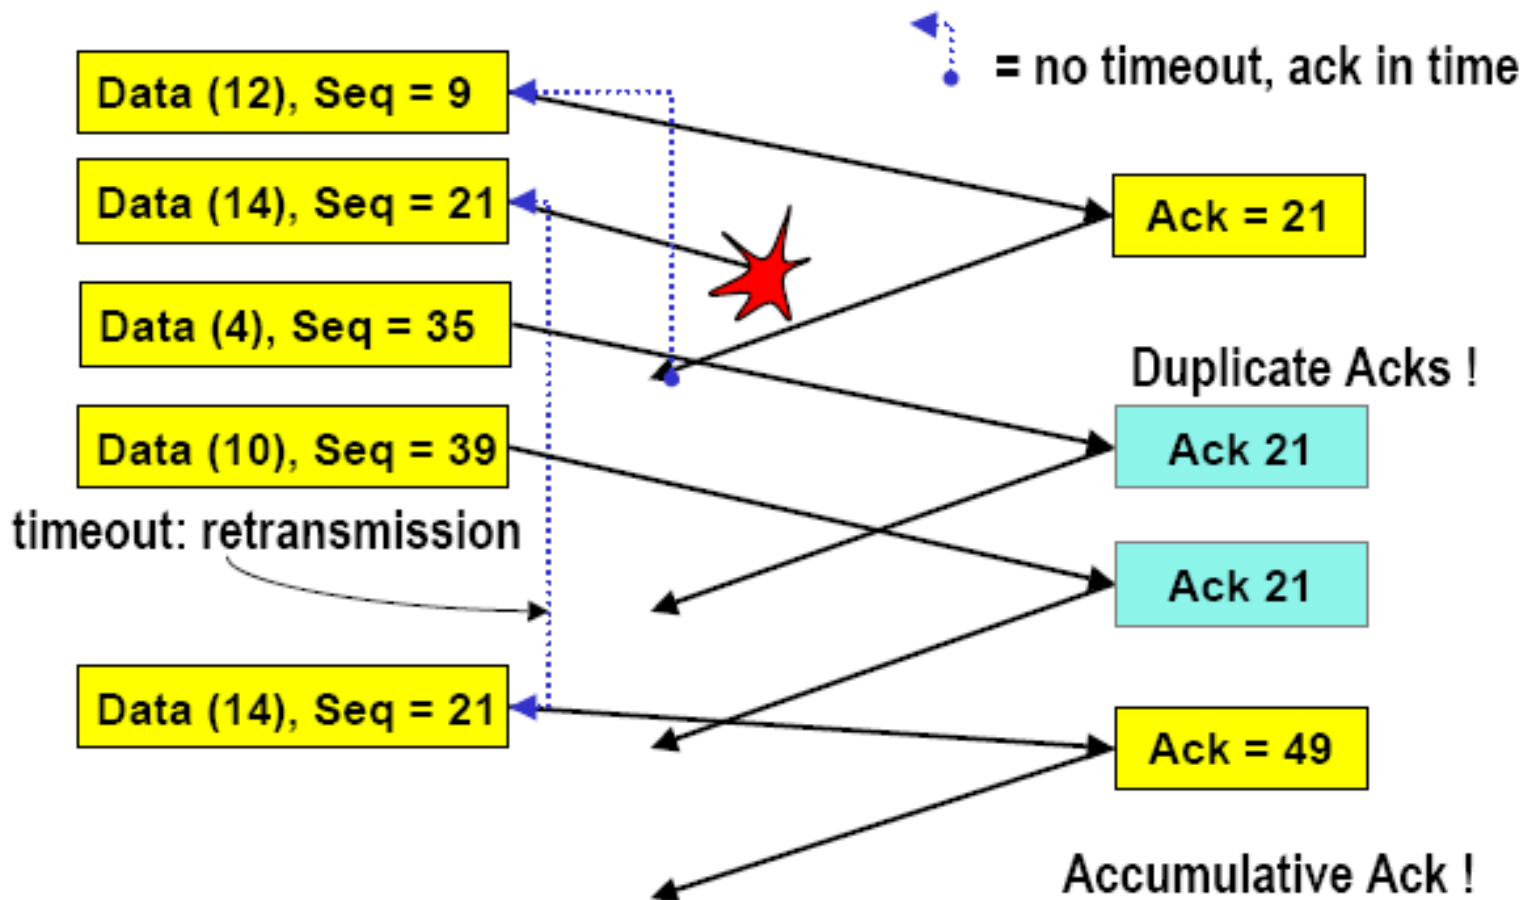 = no timeout, ack in time
Data (12), Seq = 9
Data (14), Seq = 21
Ack = 21
Data (4), Seq = 35
Duplicate Acks !
Data (10), Seq = 39
Ack 21
timeout: retransmission
Ack 21
Data (14), Seq = 21
Ack = 49
Accumulative Ack !